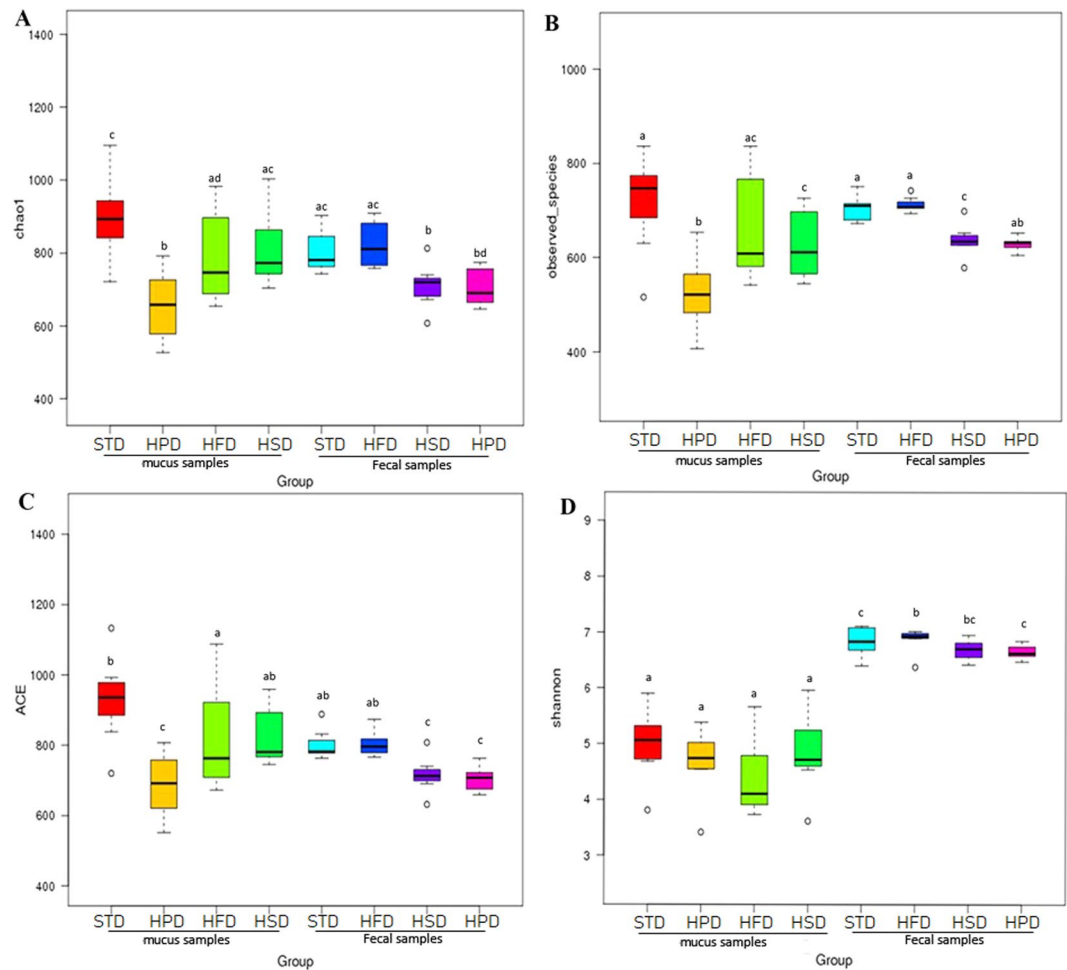 A
chao1
1400
1200
1000
800
600
400
c
b
ad
ac
ac
ac
b
bd
STD HPD HFD HSD STD HFD HSD HPD
mucus samples Fecal samples
Group
B
observed_species
1000
800
600
400
a
b
ac
c
a
a
c
ab
STD HPD HFD HSD STD HFD HSD HPD
mucus samples Fecal samples
Group
C
ACE
1400
1200
1000
800
600
400
b
c
a
ab
ab
ab
c
c
STD HPD HFD HSD STD HFD HSD HPD
mucus samples Fecal samples
Group
D
shannon
9
8
7
6
5
4
3
a
a
a
a
c
b
bc
c
STD HPD HFD HSD STD HFD HSD HPD
mucus samples Fecal samples
Group